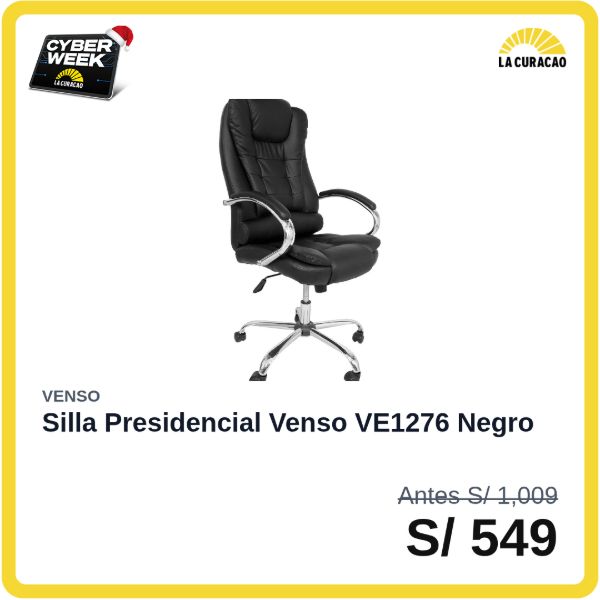 CYBER
WEEK
LA CURACAO
LA CURACAO
VENSO
Silla Presidencial Venso VE1276 Negro
Antes S/ 1,009
S/ 549